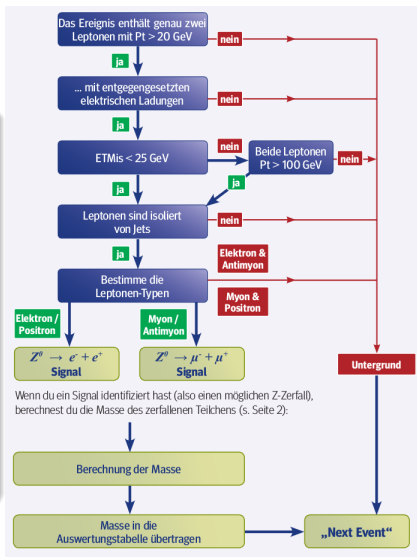 Das Ereignis enthält genau zwei
Leptonen mit Pt > 20 GeV
nein
ja
... mit entgegengesetzten
elektrischen Ladungen
nein
ja
ETMis < 25 GeV
nein
Beide Leptonen
Pt > 100 GeV
nein
ja
ja
Leptonen sind isoliert
von Jets
nein
ja
Bestimme die
Leptonen-Typen
Elektron &
Antimyon
Myon &
Positron
Elektron /
Positron
Myon /
Antimyon
Z⁰ → e⁻ + e⁺
Signal
Z⁰ → μ⁻ + μ⁺
Signal
Untergrund
Wenn du ein Signal identifiziert hast (also einen möglichen Z-Zerfall),
berechnest du die Masse des zerfallenen Teilchens (s. Seite 2):
Berechnung der Masse
Masse in die
Auswertungstabelle übertragen
„Next Event“